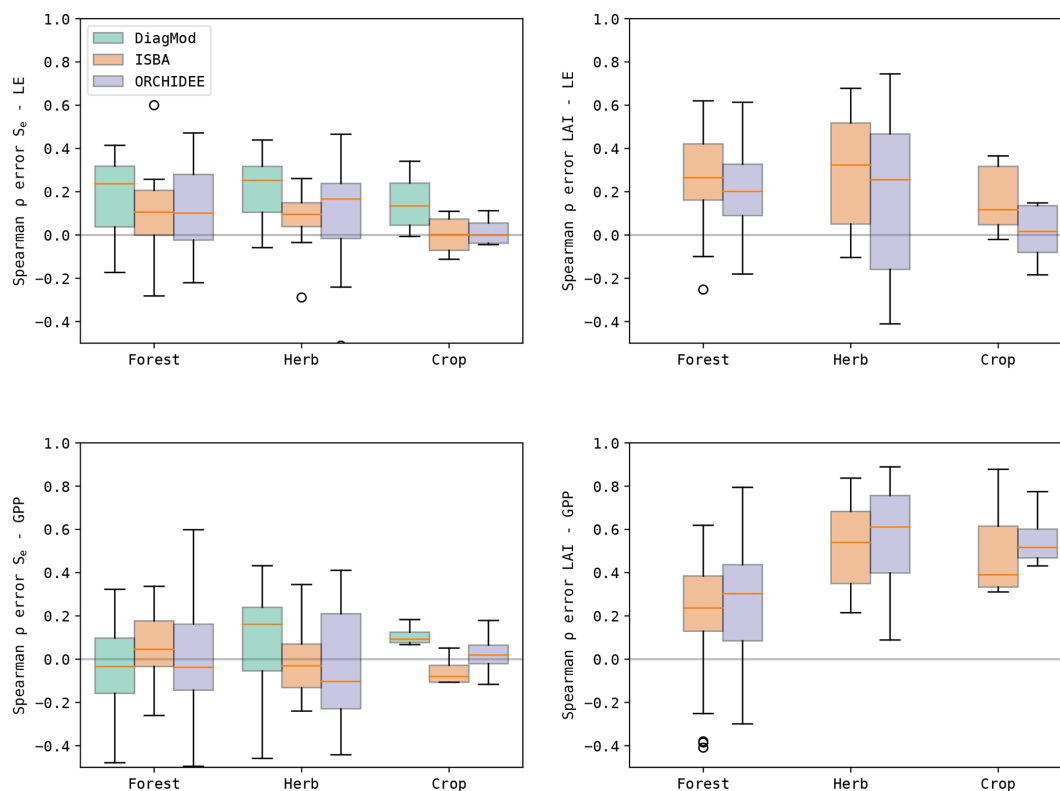 Spearman ρ error Sₑ - LE
1.0
0.8
0.6
0.4
0.2
0.0
−0.2
−0.4
DiagMod
ISBA
ORCHIDEE
Forest Herb Crop
Spearman ρ error LAI - LE
1.0
0.8
0.6
0.4
0.2
0.0
−0.2
−0.4
Forest Herb Crop
Spearman ρ error Sₑ - GPP
1.0
0.8
0.6
0.4
0.2
0.0
−0.2
−0.4
Forest Herb Crop
Spearman ρ error LAI - GPP
1.0
0.8
0.6
0.4
0.2
0.0
−0.2
−0.4
Forest Herb Crop